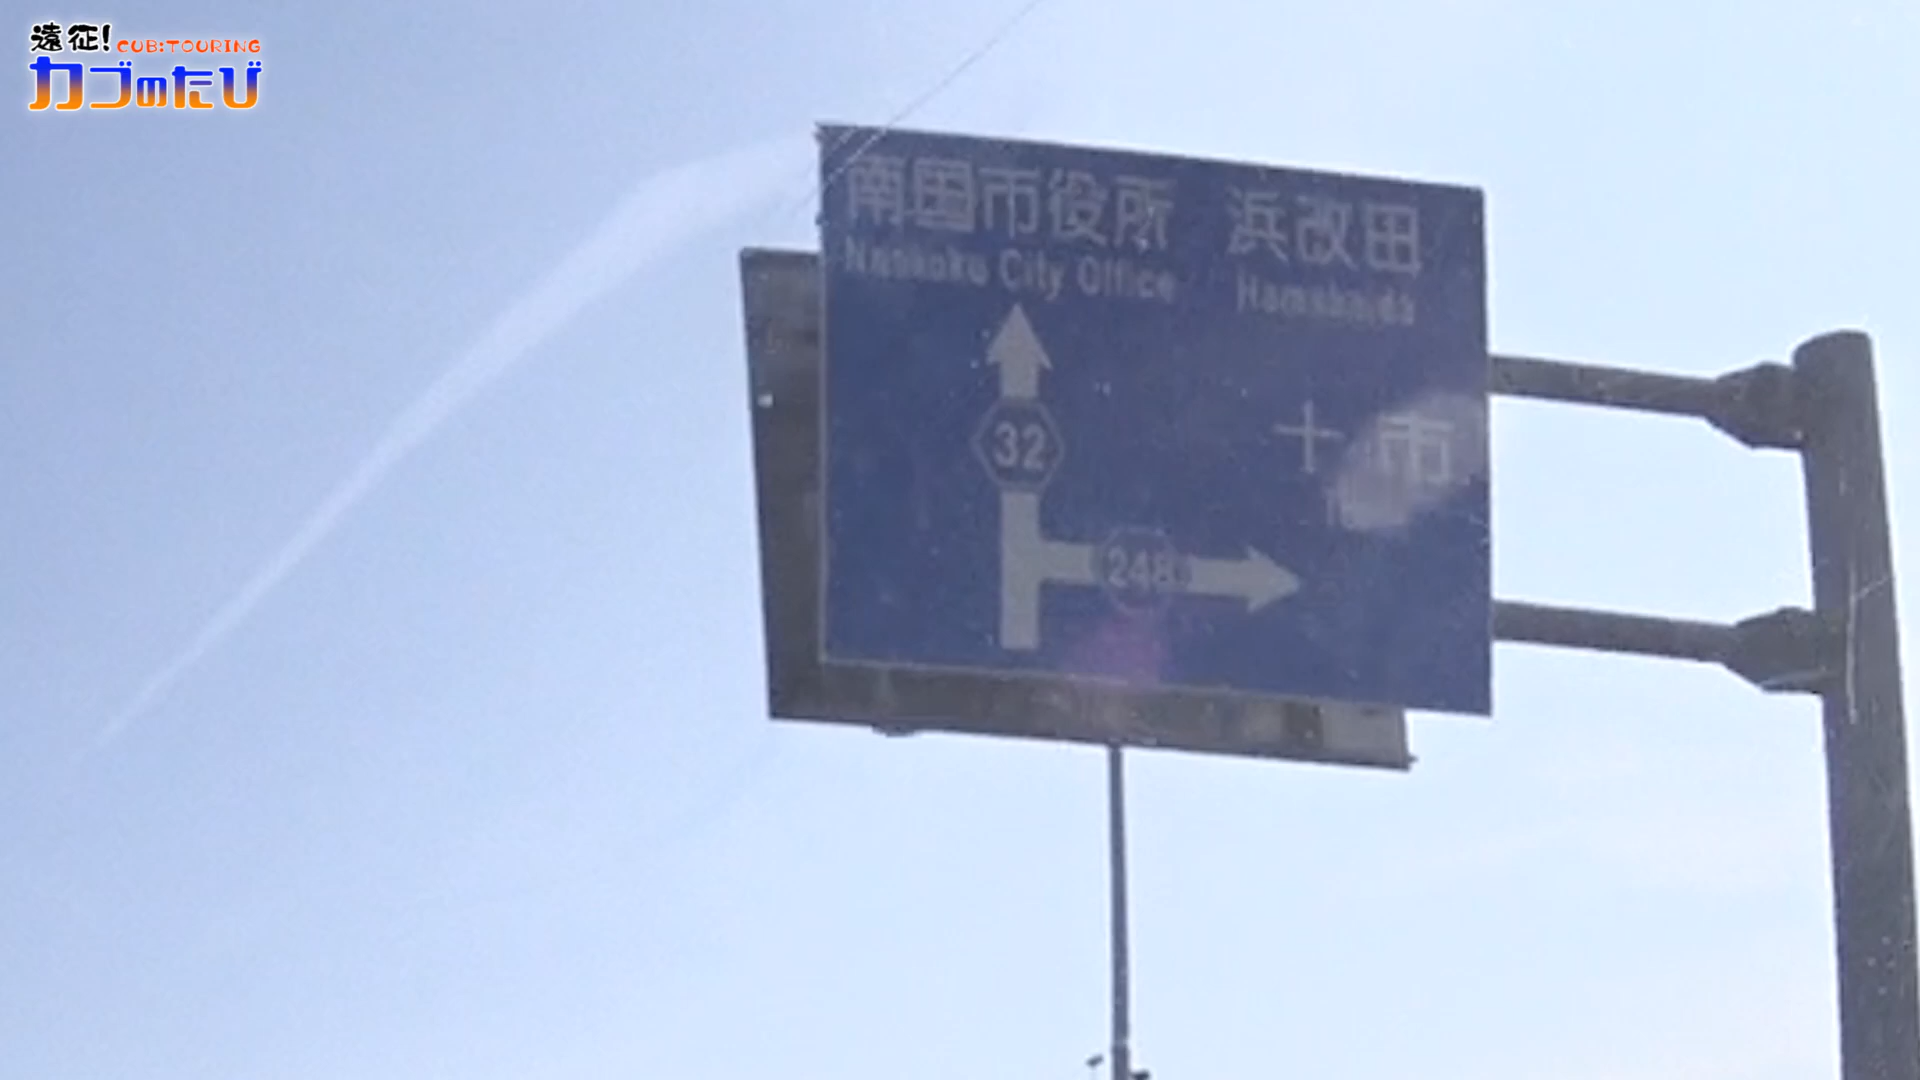 遠征! CUB:TOURING
カブのたび
南国市役所 浜改田
Nankoku City Office Hamakaida
32
十市
248